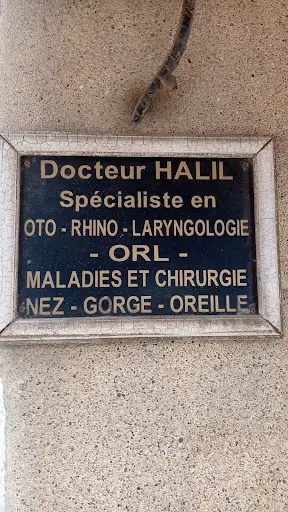 Docteur HALIL
Spécialiste en
OTO - RHINO - LARYNGOLOGIE
- ORL -
MALADIES ET CHIRURGIE
NEZ - GORGE - OREILLE